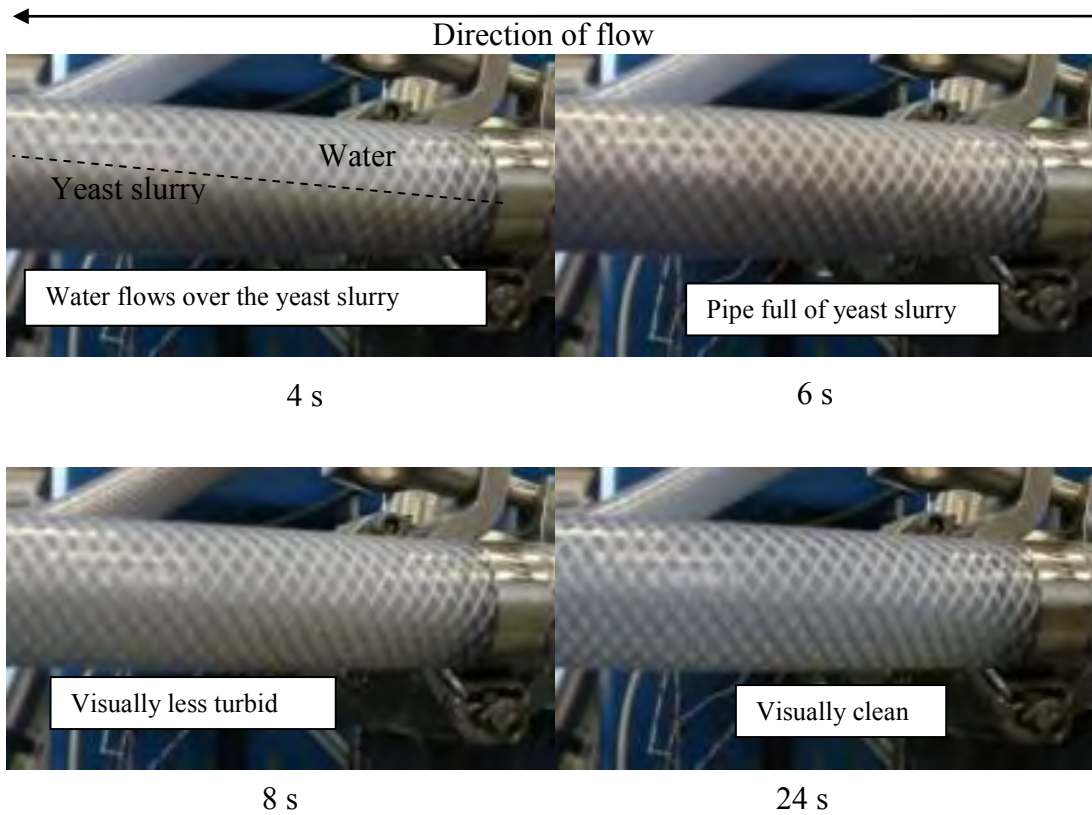 Direction of flow
Water
Yeast slurry
Water flows over the yeast slurry
Pipe full of yeast slurry
4 s
6 s
Visually less turbid
Visually clean
8 s
24 s